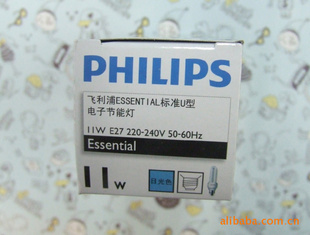 PHILIPS
飞利浦ESSENTIAL标准U型
电子节能灯
11W E27 220-240V 50-60Hz
Essential
11W
日光色
alibaba.com.cn